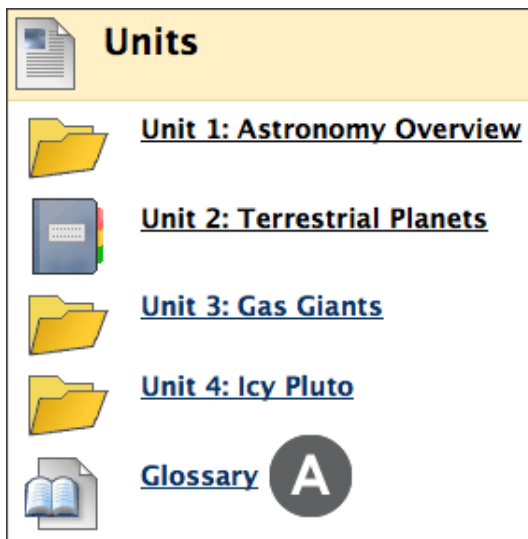 Units
Unit 1: Astronomy Overview
Unit 2: Terrestrial Planets
Unit 3: Gas Giants
Unit 4: Icy Pluto
Glossary A